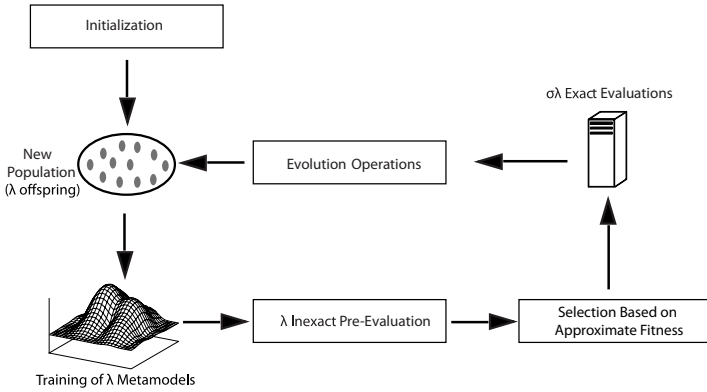 Initialization
σλ Exact Evaluations
New
Population
(λ offspring)
Evolution Operations
λ Inexact Pre-Evaluation
Selection Based on
Approximate Fitness
Training of λ Metamodels